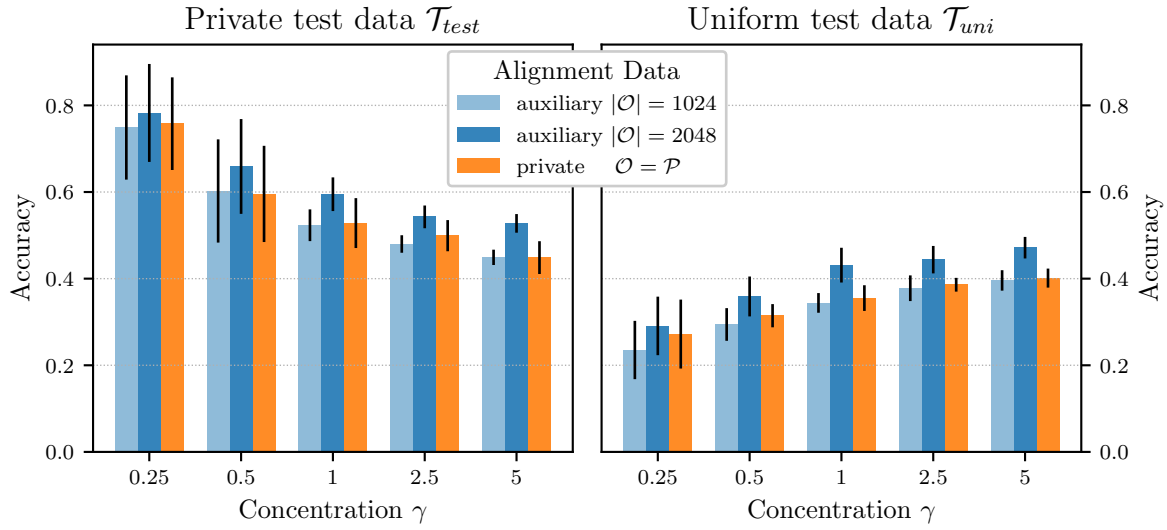 Private test data 𝒯test
Uniform test data 𝒯uni
Alignment Data
auxiliary |𝒪| = 1024
auxiliary |𝒪| = 2048
private 𝒪 = 𝒫
Accuracy
0.8
0.6
0.4
0.2
0.0
0.25 0.5 1 2.5 5
Concentration γ
0.25 0.5 1 2.5 5
Concentration γ
0.8
0.6
0.4
0.2
0.0
Accuracy